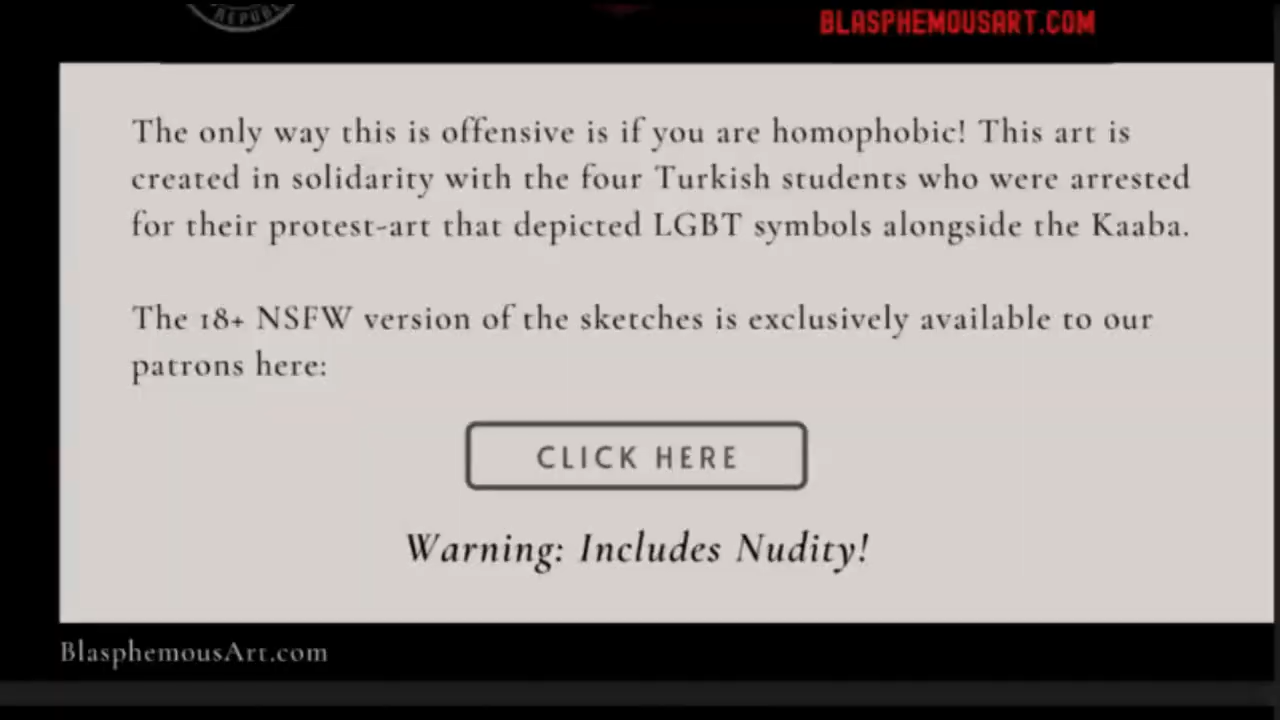 REPU
BLASPHEMOUSART.COM
The only way this is offensive is if you are homophobic! This art is
created in solidarity with the four Turkish students who were arrested
for their protest-art that depicted LGBT symbols alongside the Kaaba.
The 18+ NSFW version of the sketches is exclusively available to our
patrons here:
CLICK HERE
Warning: Includes Nudity!
BlasphemousArt.com